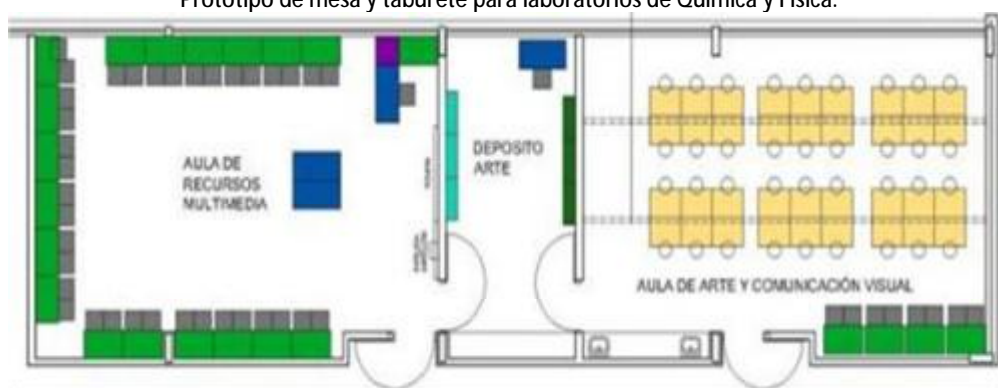 Prototipo de mesa y taburete para laboratorios de Química y Física.
AULA DE
RECURSOS
MULTIMEDIA
DEPOSITO
ARTE
AULA DE ARTE Y COMUNICACIÓN VISUAL